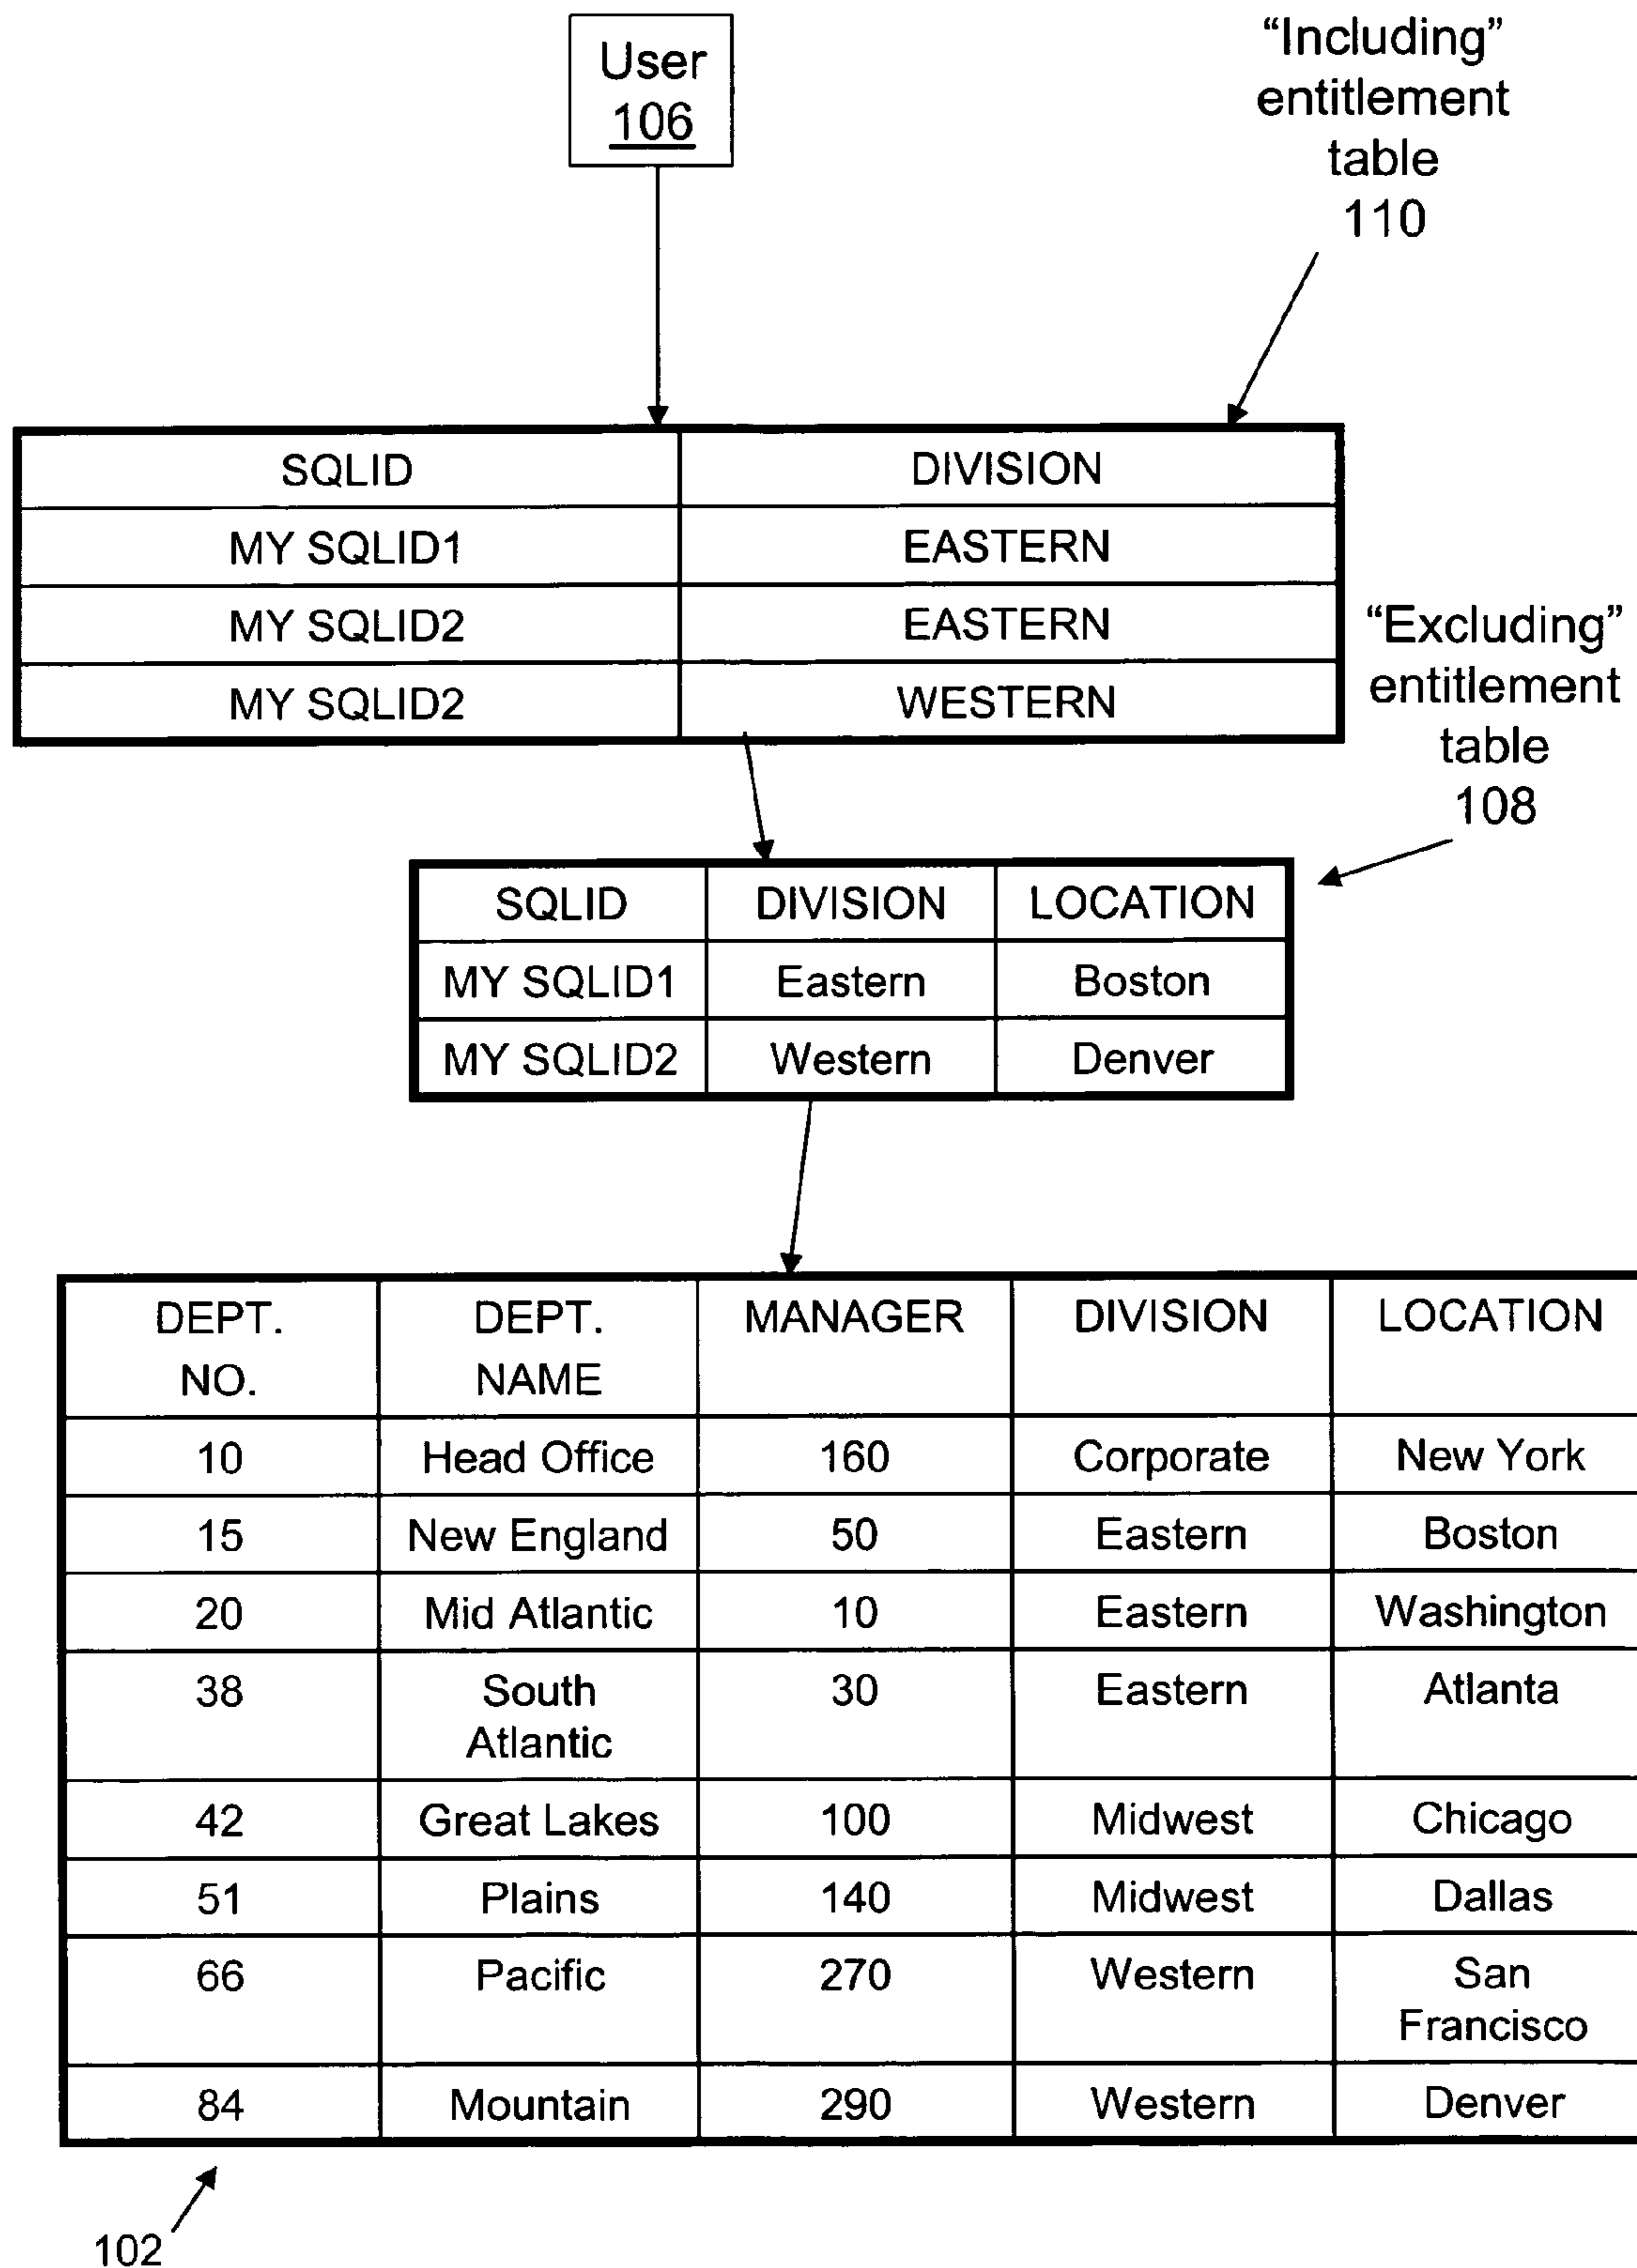 User
106
“Including”
entitlement
table
110
SQLID DIVISION
MY SQLID1 EASTERN
MY SQLID2 EASTERN
MY SQLID2 WESTERN
“Excluding”
entitlement
table
108
SQLID DIVISION LOCATION
MY SQLID1 Eastern Boston
MY SQLID2 Western Denver
DEPT. DEPT. MANAGER DIVISION LOCATION
NO. NAME
10 Head Office 160 Corporate New York
15 New England 50 Eastern Boston
20 Mid Atlantic 10 Eastern Washington
38 South 30 Eastern Atlanta
Atlantic
42 Great Lakes 100 Midwest Chicago
51 Plains 140 Midwest Dallas
66 Pacific 270 Western San
Francisco
84 Mountain 290 Western Denver
102